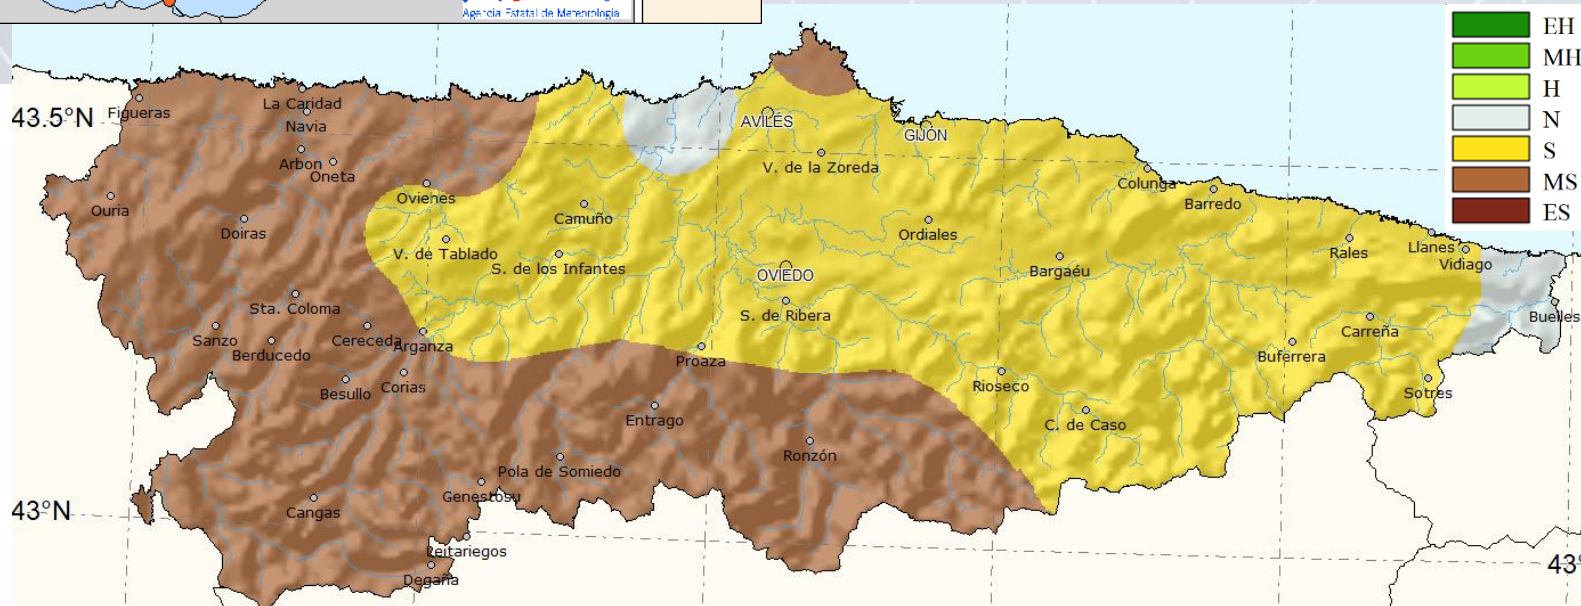 Agencia Estatal de Meteorología
EH
MH
H
N
S
MS
ES
43.5°N
Figueras
La Caridad
Navia
AVILÉS
GIJÓN
Arbon
Oneta
V. de la Zoreda
Colunga
Ouria
Ovienes
Barredo
Doiras
Camuño
Ordiales
V. de Tablado
S. de los Infantes
OVIEDO
Bargaéu
Rales
Llanes
Vidiago
Sta. Coloma
S. de Ribera
Buelles
Sanzo
Berducedo
Cereceda
Arganza
Proaza
Carreña
Buferrera
Besullo
Corias
Rioseco
Sotres
Entrago
C. de Caso
Ronzón
Pola de Somiedo
Genestosu
43°N
Cangas
Leitariegos
Degaña
43°